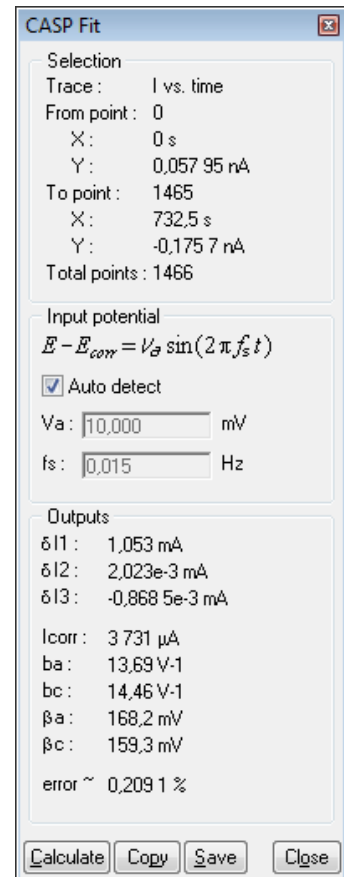 CASP Fit
Selection
Trace : I vs. time
From point : 0
X : 0 s
Y : 0,057 95 nA
To point : 1465
X : 732,5 s
Y : -0,175 7 nA
Total points : 1466
Input potential
E − E_corr = V_a sin(2 π f_s t)
Auto detect
Va : 10,000 mV
fs : 0,015 Hz
Outputs
δI1 : 1,053 mA
δI2 : 2,023e-3 mA
δI3 : -0,868 5e-3 mA
Icorr : 3 731 µA
ba : 13,69 V-1
bc : 14,46 V-1
βa : 168,2 mV
βc : 159,3 mV
error ~ 0,209 1 %
Calculate Copy Save Close